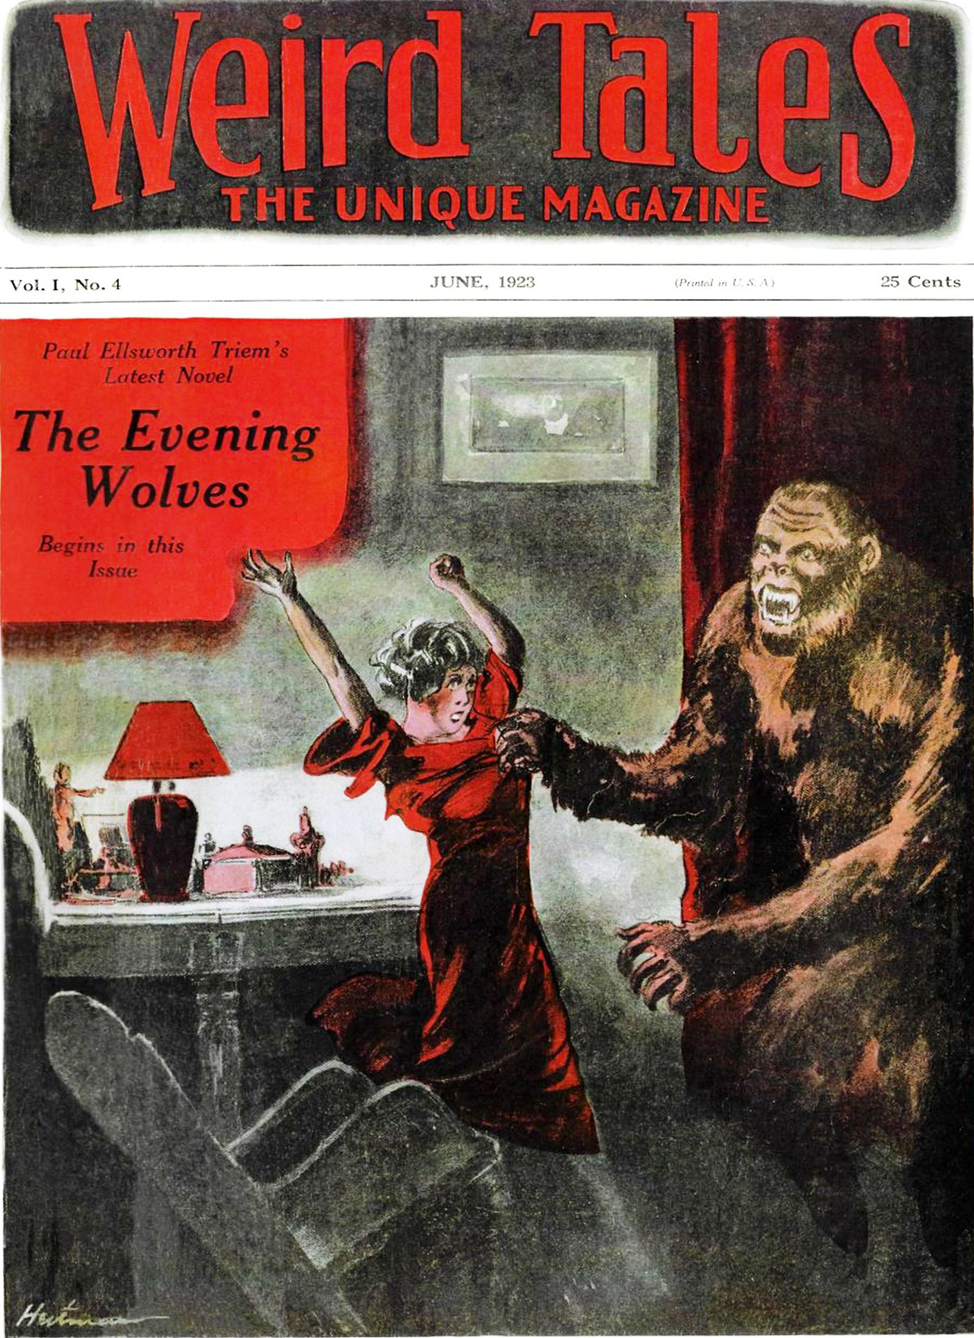 Weird Tales
THE UNIQUE MAGAZINE
Vol. I, No. 4 JUNE, 1923 (Printed in U. S. A) 25 Cents
Paul Ellsworth Triem's
Latest Novel
The Evening
Wolves
Begins in this
Issue